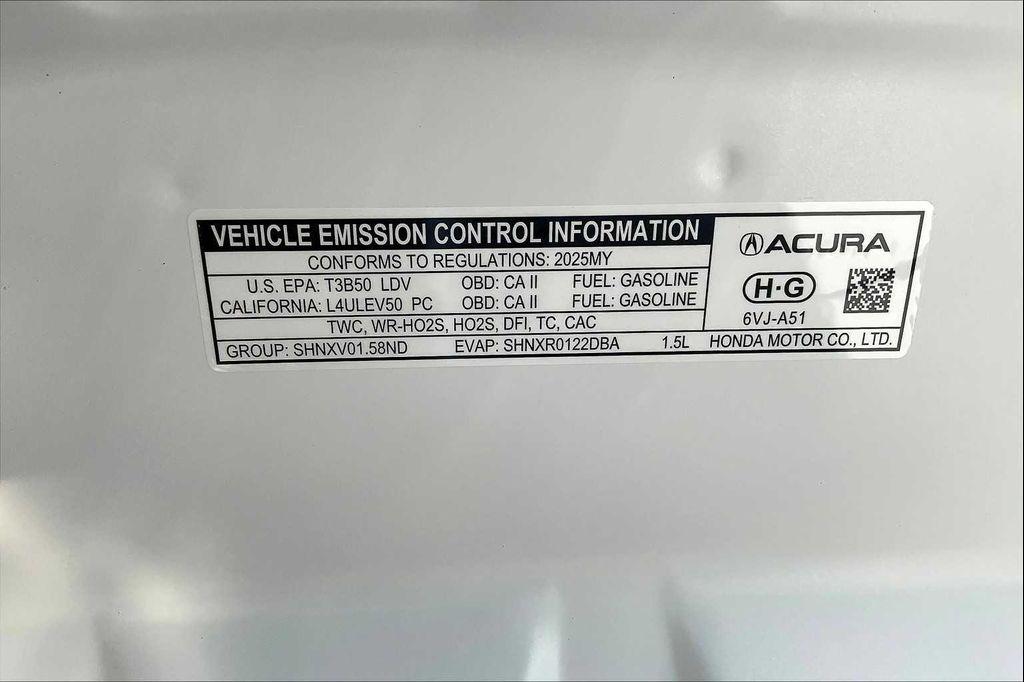 VEHICLE EMISSION CONTROL INFORMATION
CONFORMS TO REGULATIONS: 2025MY
U.S. EPA: T3B50 LDV OBD: CA II FUEL: GASOLINE
CALIFORNIA: L4ULEV50 PC OBD: CA II FUEL: GASOLINE
TWC, WR-HO2S, HO2S, DFI, TC, CAC
GROUP: SHNXV01.58ND EVAP: SHNXR0122DBA 1.5L
ACURA
H·G
6VJ-A51
HONDA MOTOR CO., LTD.